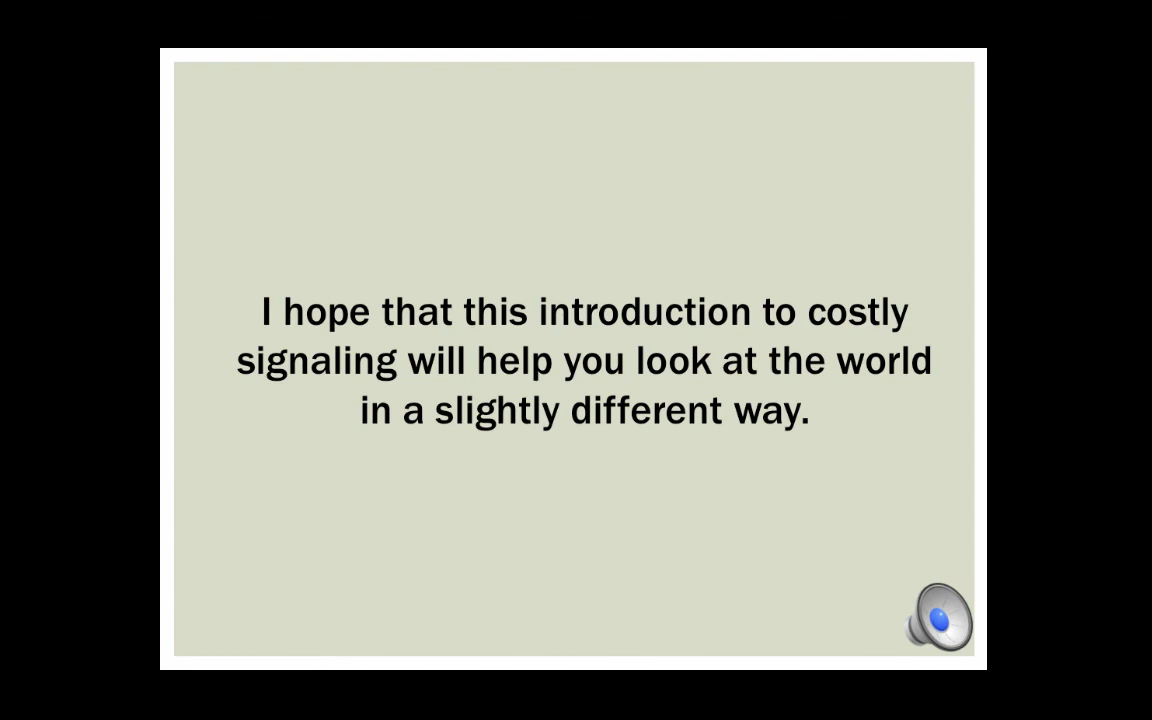 I hope that this introduction to costly
signaling will help you look at the world
in a slightly different way.